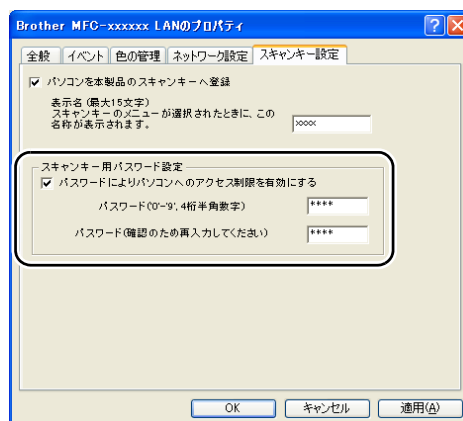 Brother MFC-xxxxxx LANのプロパティ
全般 イベント 色の管理 ネットワーク設定 スキャンキー設定
パソコンを本製品のスキャンキーへ登録
表示名(最大15文字)
スキャンキーのメニューが選択されたときに、この
名称が表示されます。
xxxx
スキャンキー用パスワード設定
パスワードによりパソコンへのアクセス制限を有効にする
パスワード('0'-'9', 4桁半角数字) ****
パスワード(確認のため再入力してください) ****
OK キャンセル 適用(A)